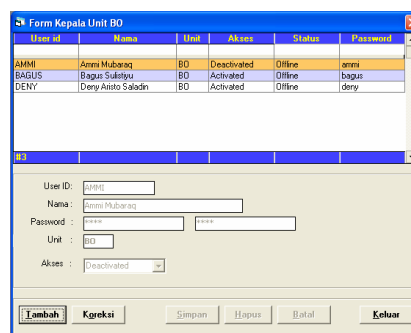 Form Kepala Unit BO
User id Nama Unit Akses Status Password
AMMI Ammi Mubaraq BO Deactivated Offline ammi
BAGUS Bagus Sulistiyu BO Activated Offline bagus
DENY Deny Aristo Saladin BO Activated Offline deny
#3
User ID: AMMI
Nama : Ammi Mubaraq
Password : **** ****
Unit : BO
Akses : Deactivated
Tambah Koreksi Simpan Hapus Batal Keluar